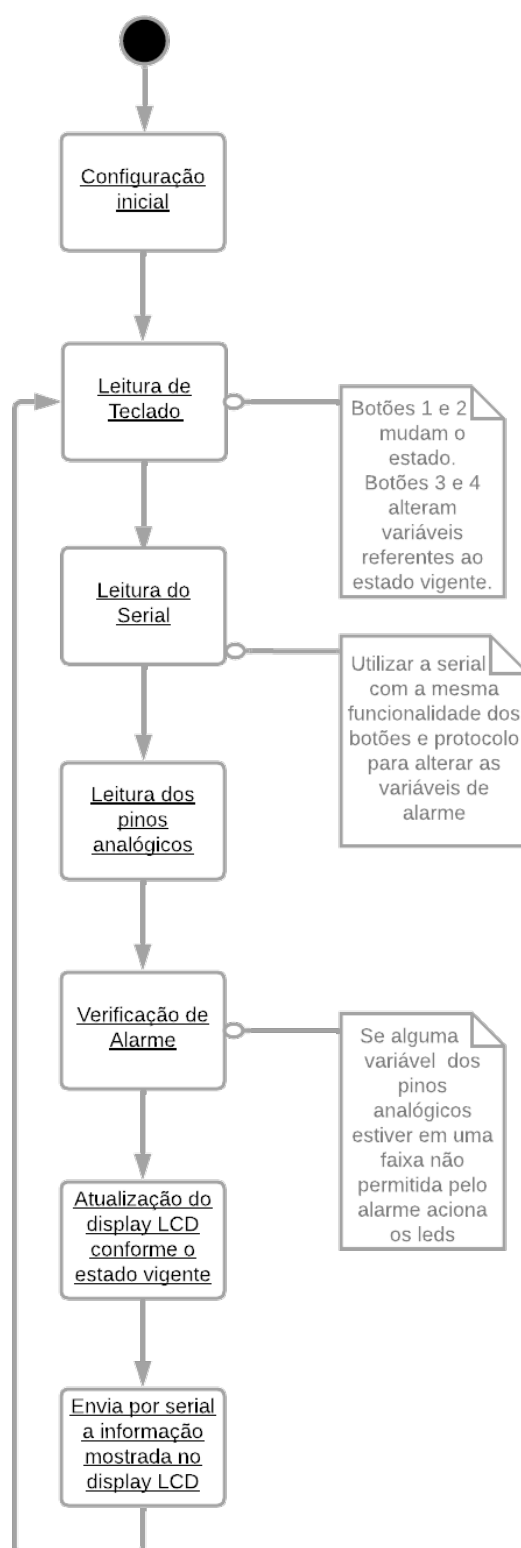 Configuração
inicial
Leitura de
Teclado
Botões 1 e 2
mudam o
estado.
Botões 3 e 4
alteram
variáveis
referentes ao
estado vigente.
Leitura do
Serial
Utilizar a serial
com a mesma
funcionalidade dos
botões e protocolo
para alterar as
variáveis de
alarme
Leitura dos
pinos
analógicos
Verificação de
Alarme
Se alguma
variável dos
pinos
analógicos
estiver em uma
faixa não
permitida pelo
alarme aciona
os leds
Atualização do
display LCD
conforme o
estado vigente
Envia por serial
a informação
mostrada no
display LCD